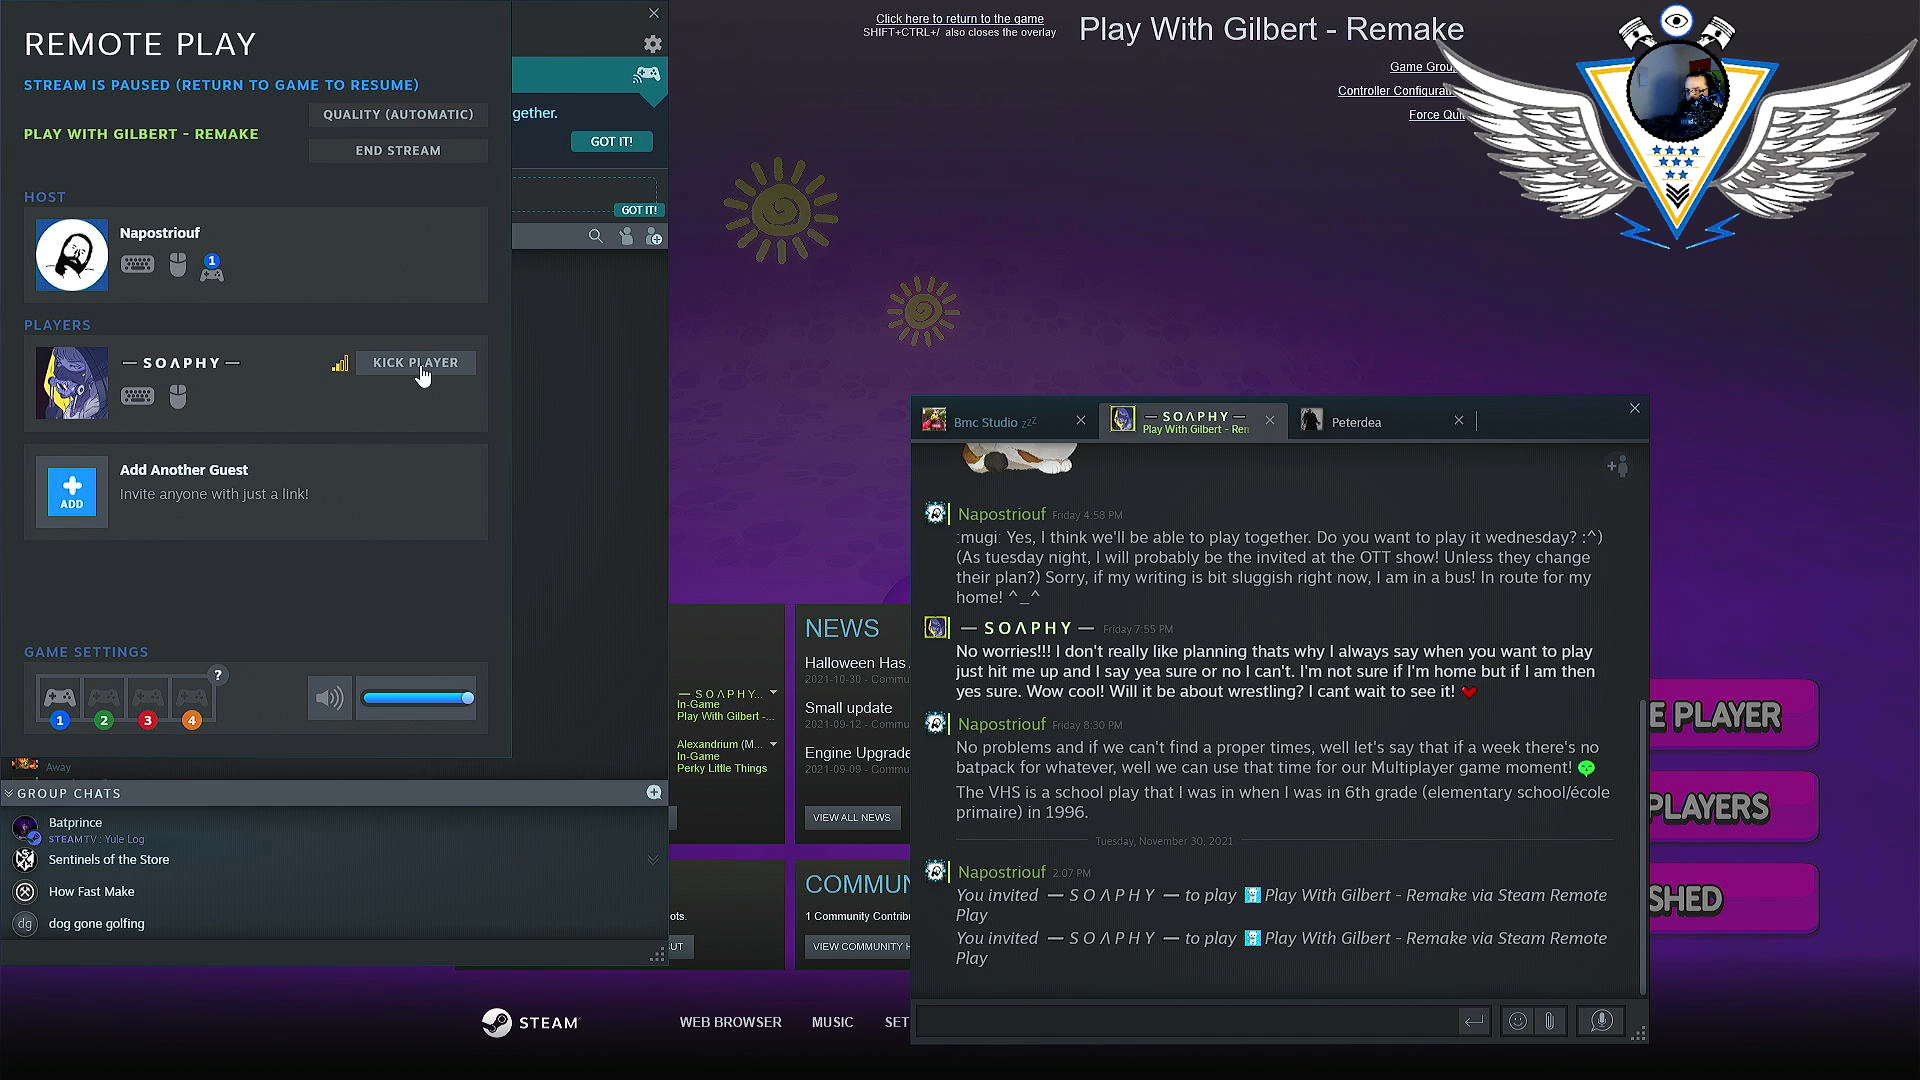 REMOTE PLAY
STREAM IS PAUSED (RETURN TO GAME TO RESUME)
QUALITY (AUTOMATIC)
PLAY WITH GILBERT - REMAKE
END STREAM
HOST
Napostriouf
1
PLAYERS
— S O Λ P H Y —
KICK PLAYER
ADD
Add Another Guest
Invite anyone with just a link!
GAME SETTINGS
?
1 2 3 4
gether.
GOT IT!
GOT IT!
Away
GROUP CHATS
Batprince
STEAMTV : Yule Log
Sentinels of the Store
How Fast Make
dg
dog gone golfing
Click here to return to the game
SHIFT+CTRL+/ also closes the overlay
Play With Gilbert - Remake
Game Grou
Controller Configurati
Force Quit
— S O Λ P H Y...
In-Game
Play With Gilbert -...
Alexandrium (M...
In-Game
Perky Little Things
NEWS
Halloween Has
2021-10-30 - Commu
Small update
2021-09-12 - Commu
Engine Upgrade
2021-09-09 - Commu
VIEW ALL NEWS
ots.
UT
COMMUN
1 Community Contribu
VIEW COMMUNITY H
STEAM
WEB BROWSER
MUSIC
SET
Bmc Studio zzZ
— S O Λ P H Y —
Play With Gilbert - Ren
Peterdea
Napostriouf Friday 4:58 PM
:mugi: Yes, I think we'll be able to play together. Do you want to play it wednesday? :^)
(As tuesday night, I will probably be the invited at the OTT show! Unless they change
their plan?) Sorry, if my writing is bit sluggish right now, I am in a bus! In route for my
home! ^_^
— S O Λ P H Y — Friday 7:55 PM
No worries!!! I don't really like planning thats why I always say when you want to play
just hit me up and I say yea sure or no I can't. I'm not sure if I'm home but if I am then
yes sure. Wow cool! Will it be about wrestling? I cant wait to see it!
Napostriouf Friday 8:30 PM
No problems and if we can't find a proper times, well let's say that if a week there's no
batpack for whatever, well we can use that time for our Multiplayer game moment!
The VHS is a school play that I was in when I was in 6th grade (elementary school/école
primaire) in 1996.
Tuesday, November 30, 2021
Napostriouf 2:07 PM
You invited — S O Λ P H Y — to play Play With Gilbert - Remake via Steam Remote
Play
You invited — S O Λ P H Y — to play Play With Gilbert - Remake via Steam Remote
Play
E PLAYER
PLAYERS
SHED